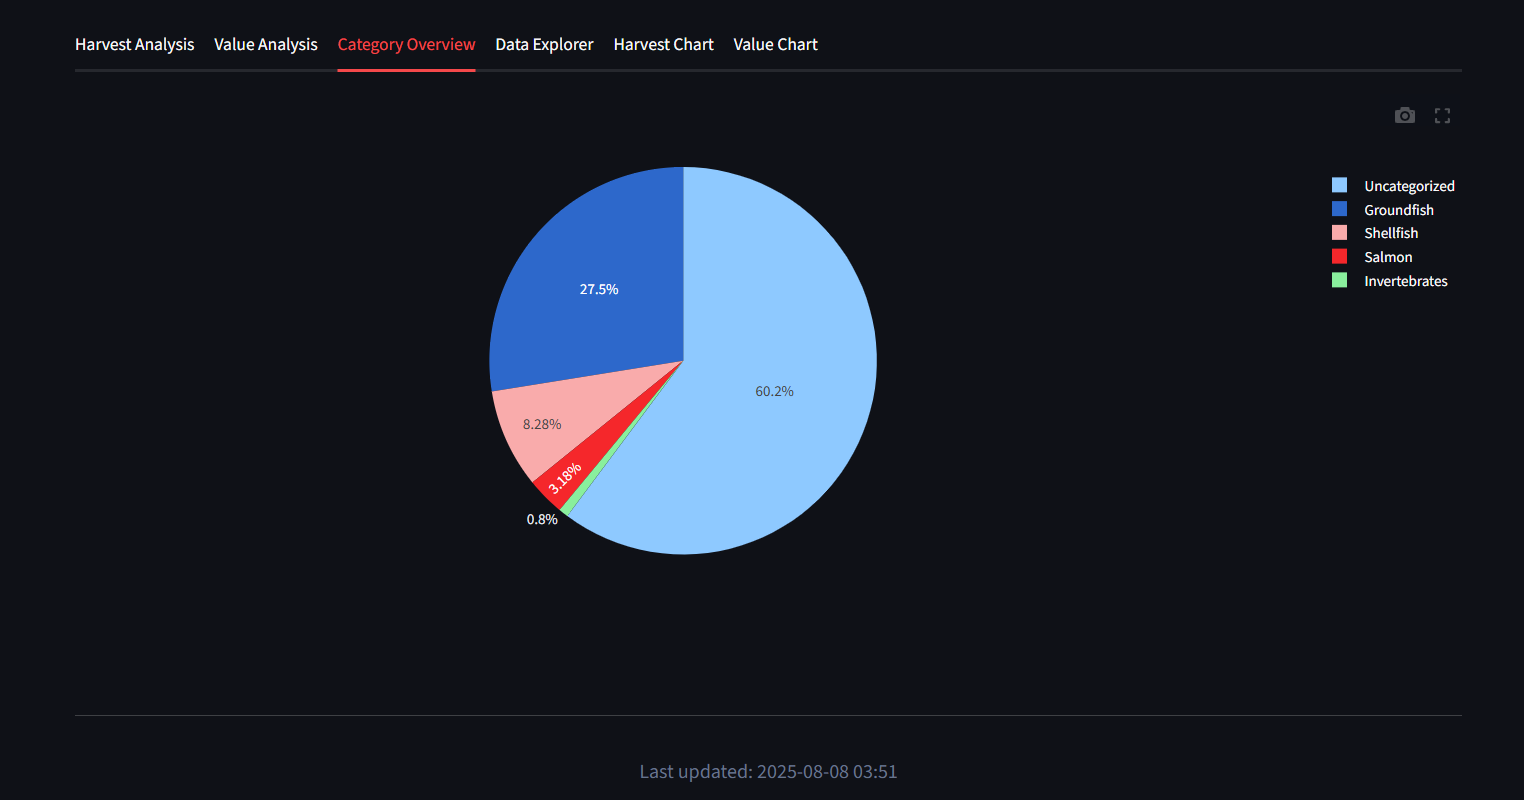 Harvest Analysis Value Analysis Category Overview Data Explorer Harvest Chart Value Chart
Uncategorized
Groundfish
Shellfish
Salmon
Invertebrates
27.5%
60.2%
8.28%
3.18%
0.8%
Last updated: 2025-08-08 03:51